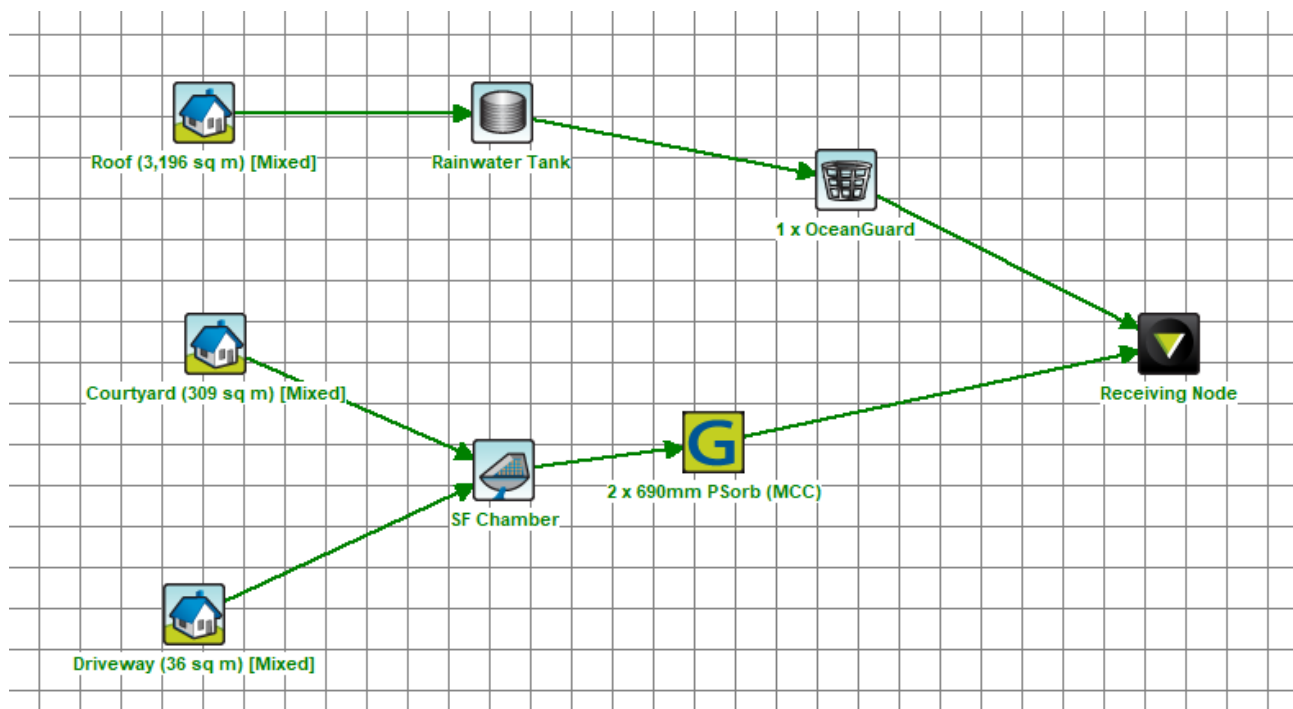 Roof (3,196 sq m) [Mixed]
Rainwater Tank
1 x OceanGuard
Courtyard (309 sq m) [Mixed]
Receiving Node
G
2 x 690mm PSorb (MCC)
SF Chamber
Driveway (36 sq m) [Mixed]